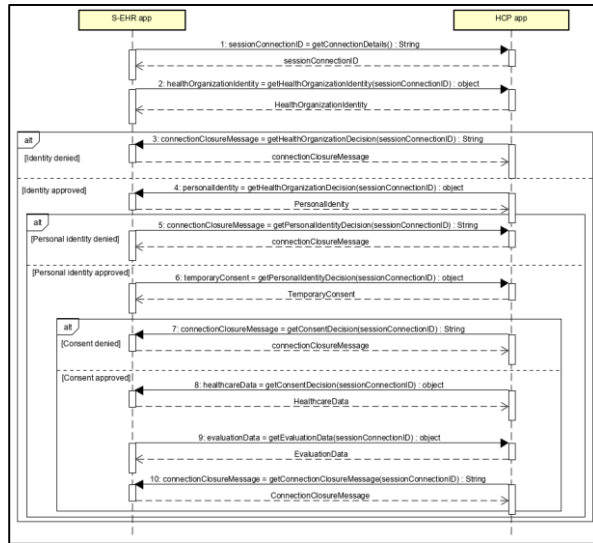 S-EHR app
HCP app
1: sessionConnectionID = getConnectionDetails() : String
sessionConnectionID
2: healthOrganizationIdentity = getHealthOrganizationIdentity(sessionConnectionID) : object
HealthOrganizationIdentity
alt
3: connectionClosureMessage = getHealthOrganizationDecision(sessionConnectionID) : String
[Identity denied]
connectionClosureMessage
[Identity approved]
4: personalIdentity = getHealthOrganizationDecision(sessionConnectionID) : object
PersonalIdenity
alt
5: connectionClosureMessage = getPersonalIdentityDecision(sessionConnectionID) : String
[Personal identity denied]
connectionClosureMessage
[Personal identity approved]
6: temporaryConsent = getPersonalIdentityDecision(sessionConnectionID) : object
TemporaryConsent
alt
7: connectionClosureMessage = getConsentDecision(sessionConnectionID) : String
[Consent denied]
connectionClosureMessage
[Consent approved]
8: healthcareData = getConsentDecision(sessionConnectionID) : object
HealthcareData
9: evaluationData = getEvaluationData(sessionConnectionID) : object
EvaluationData
10: connectionClosureMessage = getConnectionClosureMessage(sessionConnectionID) : String
ConnectionClosureMessage